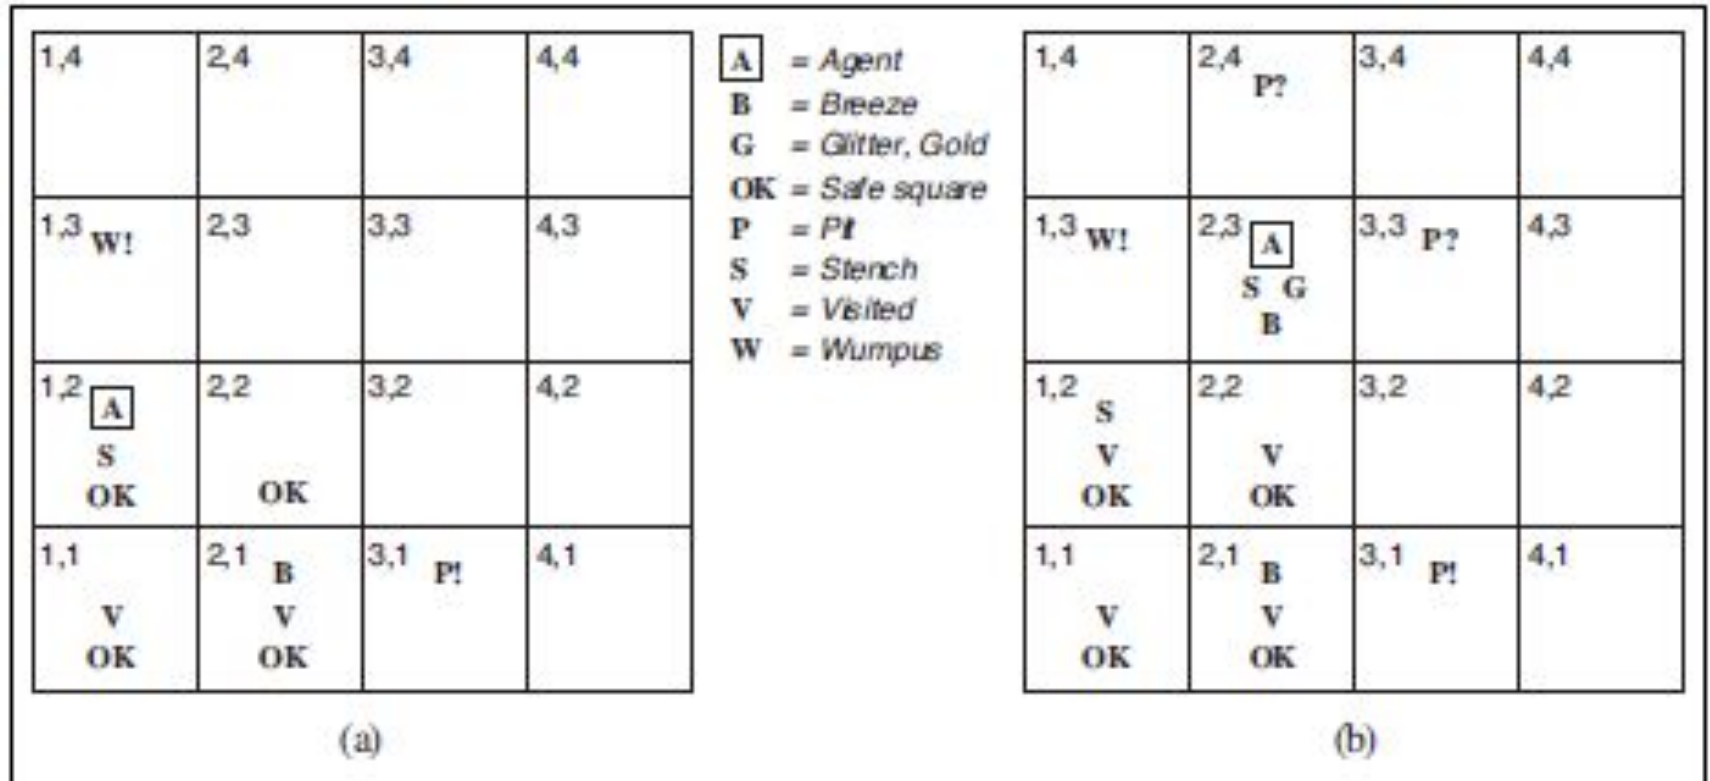 1,4 2,4 3,4 4,4
1,3 W! 2,3 3,3 4,3
1,2 A 2,2 3,2 4,2
S
OK OK
1,1 2,1 B 3,1 P! 4,1
V V
OK OK
(a)
A = Agent
B = Breeze
G = Glitter, Gold
OK = Safe square
P = Pit
S = Stench
V = Visited
W = Wumpus
1,4 2,4 P? 3,4 4,4
1,3 W! 2,3 A 3,3 P? 4,3
S G
B
1,2 S 2,2 3,2 4,2
V V
OK OK
1,1 2,1 B 3,1 P! 4,1
V V
OK OK
(b)